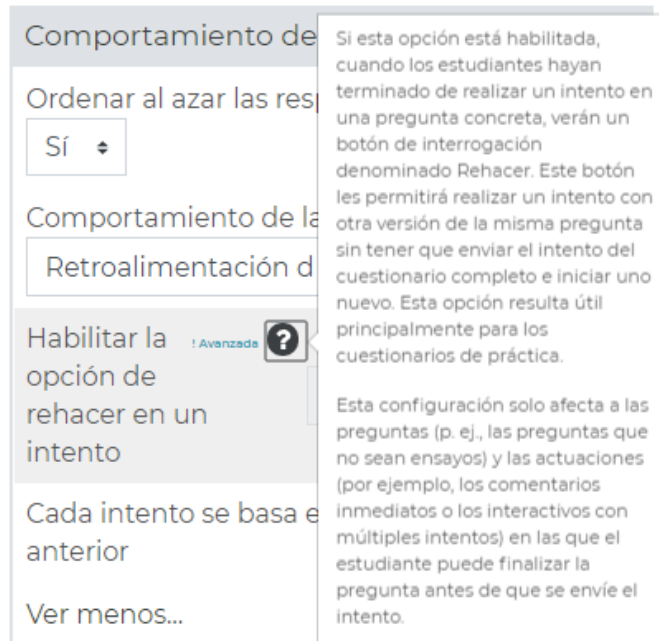 Comportamiento de
Ordenar al azar las res
Sí
Comportamiento de la
Retroalimentación d
Habilitar la
! Avanzada
?
opción de
rehacer en un
intento
Cada intento se basa e
anterior
Ver menos...
Si esta opción está habilitada,
cuando los estudiantes hayan
terminado de realizar un intento en
una pregunta concreta, verán un
botón de interrogación
denominado Rehacer. Este botón
les permitirá realizar un intento con
otra versión de la misma pregunta
sin tener que enviar el intento del
cuestionario completo e iniciar uno
nuevo. Esta opción resulta útil
principalmente para los
cuestionarios de práctica.
Esta configuración solo afecta a las
preguntas (p. ej., las preguntas que
no sean ensayos) y las actuaciones
(por ejemplo, los comentarios
inmediatos o los interactivos con
múltiples intentos) en las que el
estudiante puede finalizar la
pregunta antes de que se envíe el
intento.